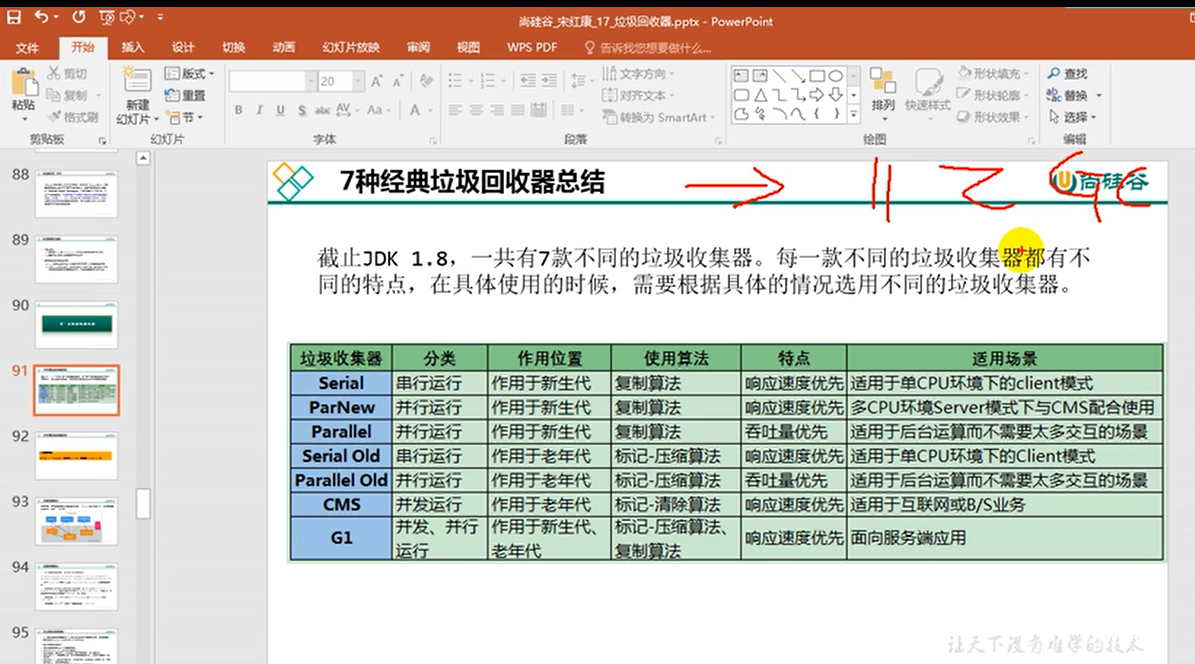 尚硅谷_宋红康_17_垃圾回收器.pptx - PowerPoint
文件 开始 插入 设计 切换 动画 幻灯片放映 审阅 视图 WPS PDF 告诉我您想要做什么...
粘贴 剪切 复制 格式刷 剪贴板
新建幻灯片 版式 重置 节 幻灯片
20 B I U S abc AV Aa A 字体
文字方向 对齐文本 转换为 SmartArt 段落
排列 快速样式 形状填充 形状轮廓 形状效果 绘图
查找 替换 选择 编辑
88
89
90
91
92
93
94
95
7种经典垃圾回收器总结 11 Z GC 尚硅谷
截止JDK 1.8，一共有7款不同的垃圾收集器。每一款不同的垃圾收集器都有不
同的特点，在具体使用的时候，需要根据具体的情况选用不同的垃圾收集器。
垃圾收集器 分类 作用位置 使用算法 特点 适用场景
Serial 串行运行 作用于新生代 复制算法 响应速度优先 适用于单CPU环境下的client模式
ParNew 并行运行 作用于新生代 复制算法 响应速度优先 多CPU环境Server模式下与CMS配合使用
Parallel 并行运行 作用于新生代 复制算法 吞吐量优先 适用于后台运算而不需要太多交互的场景
Serial Old 串行运行 作用于老年代 标记-压缩算法 响应速度优先 适用于单CPU环境下的Client模式
Parallel Old 并行运行 作用于老年代 标记-压缩算法 吞吐量优先 适用于后台运算而不需要太多交互的场景
CMS 并发运行 作用于老年代 标记-清除算法 响应速度优先 适用于互联网或B/S业务
G1 并发、并行运行 作用于新生代、老年代 标记-压缩算法、复制算法 响应速度优先 面向服务端应用
让天下没有难学的技术